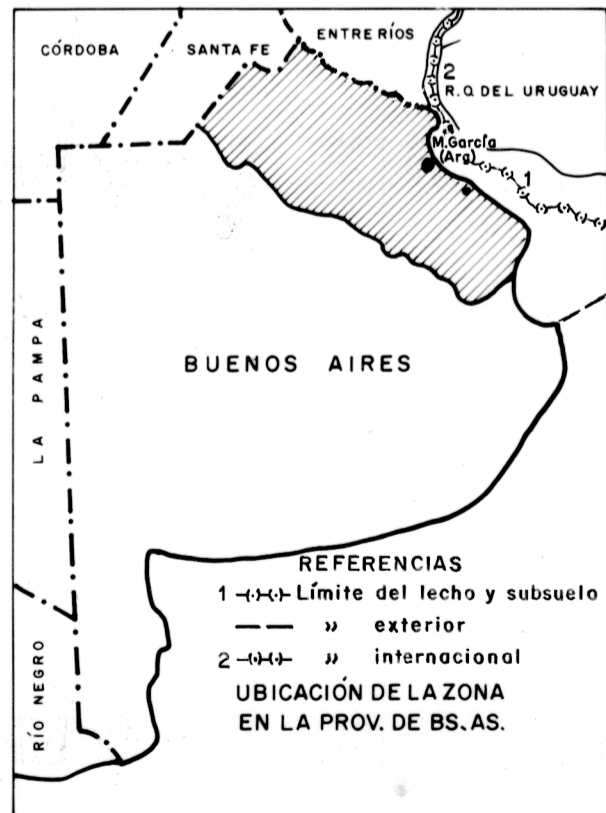 CÓRDOBA
SANTA FE
ENTRE RÍOS
2
R.O. DEL URUGUAY
M. García
(Arg)
1
BUENOS AIRES
LA PAMPA
RÍO NEGRO
REFERENCIAS
1 Límite del lecho y subsuelo
" exterior
2 " internacional
UBICACIÓN DE LA ZONA
EN LA PROV. DE BS. AS.